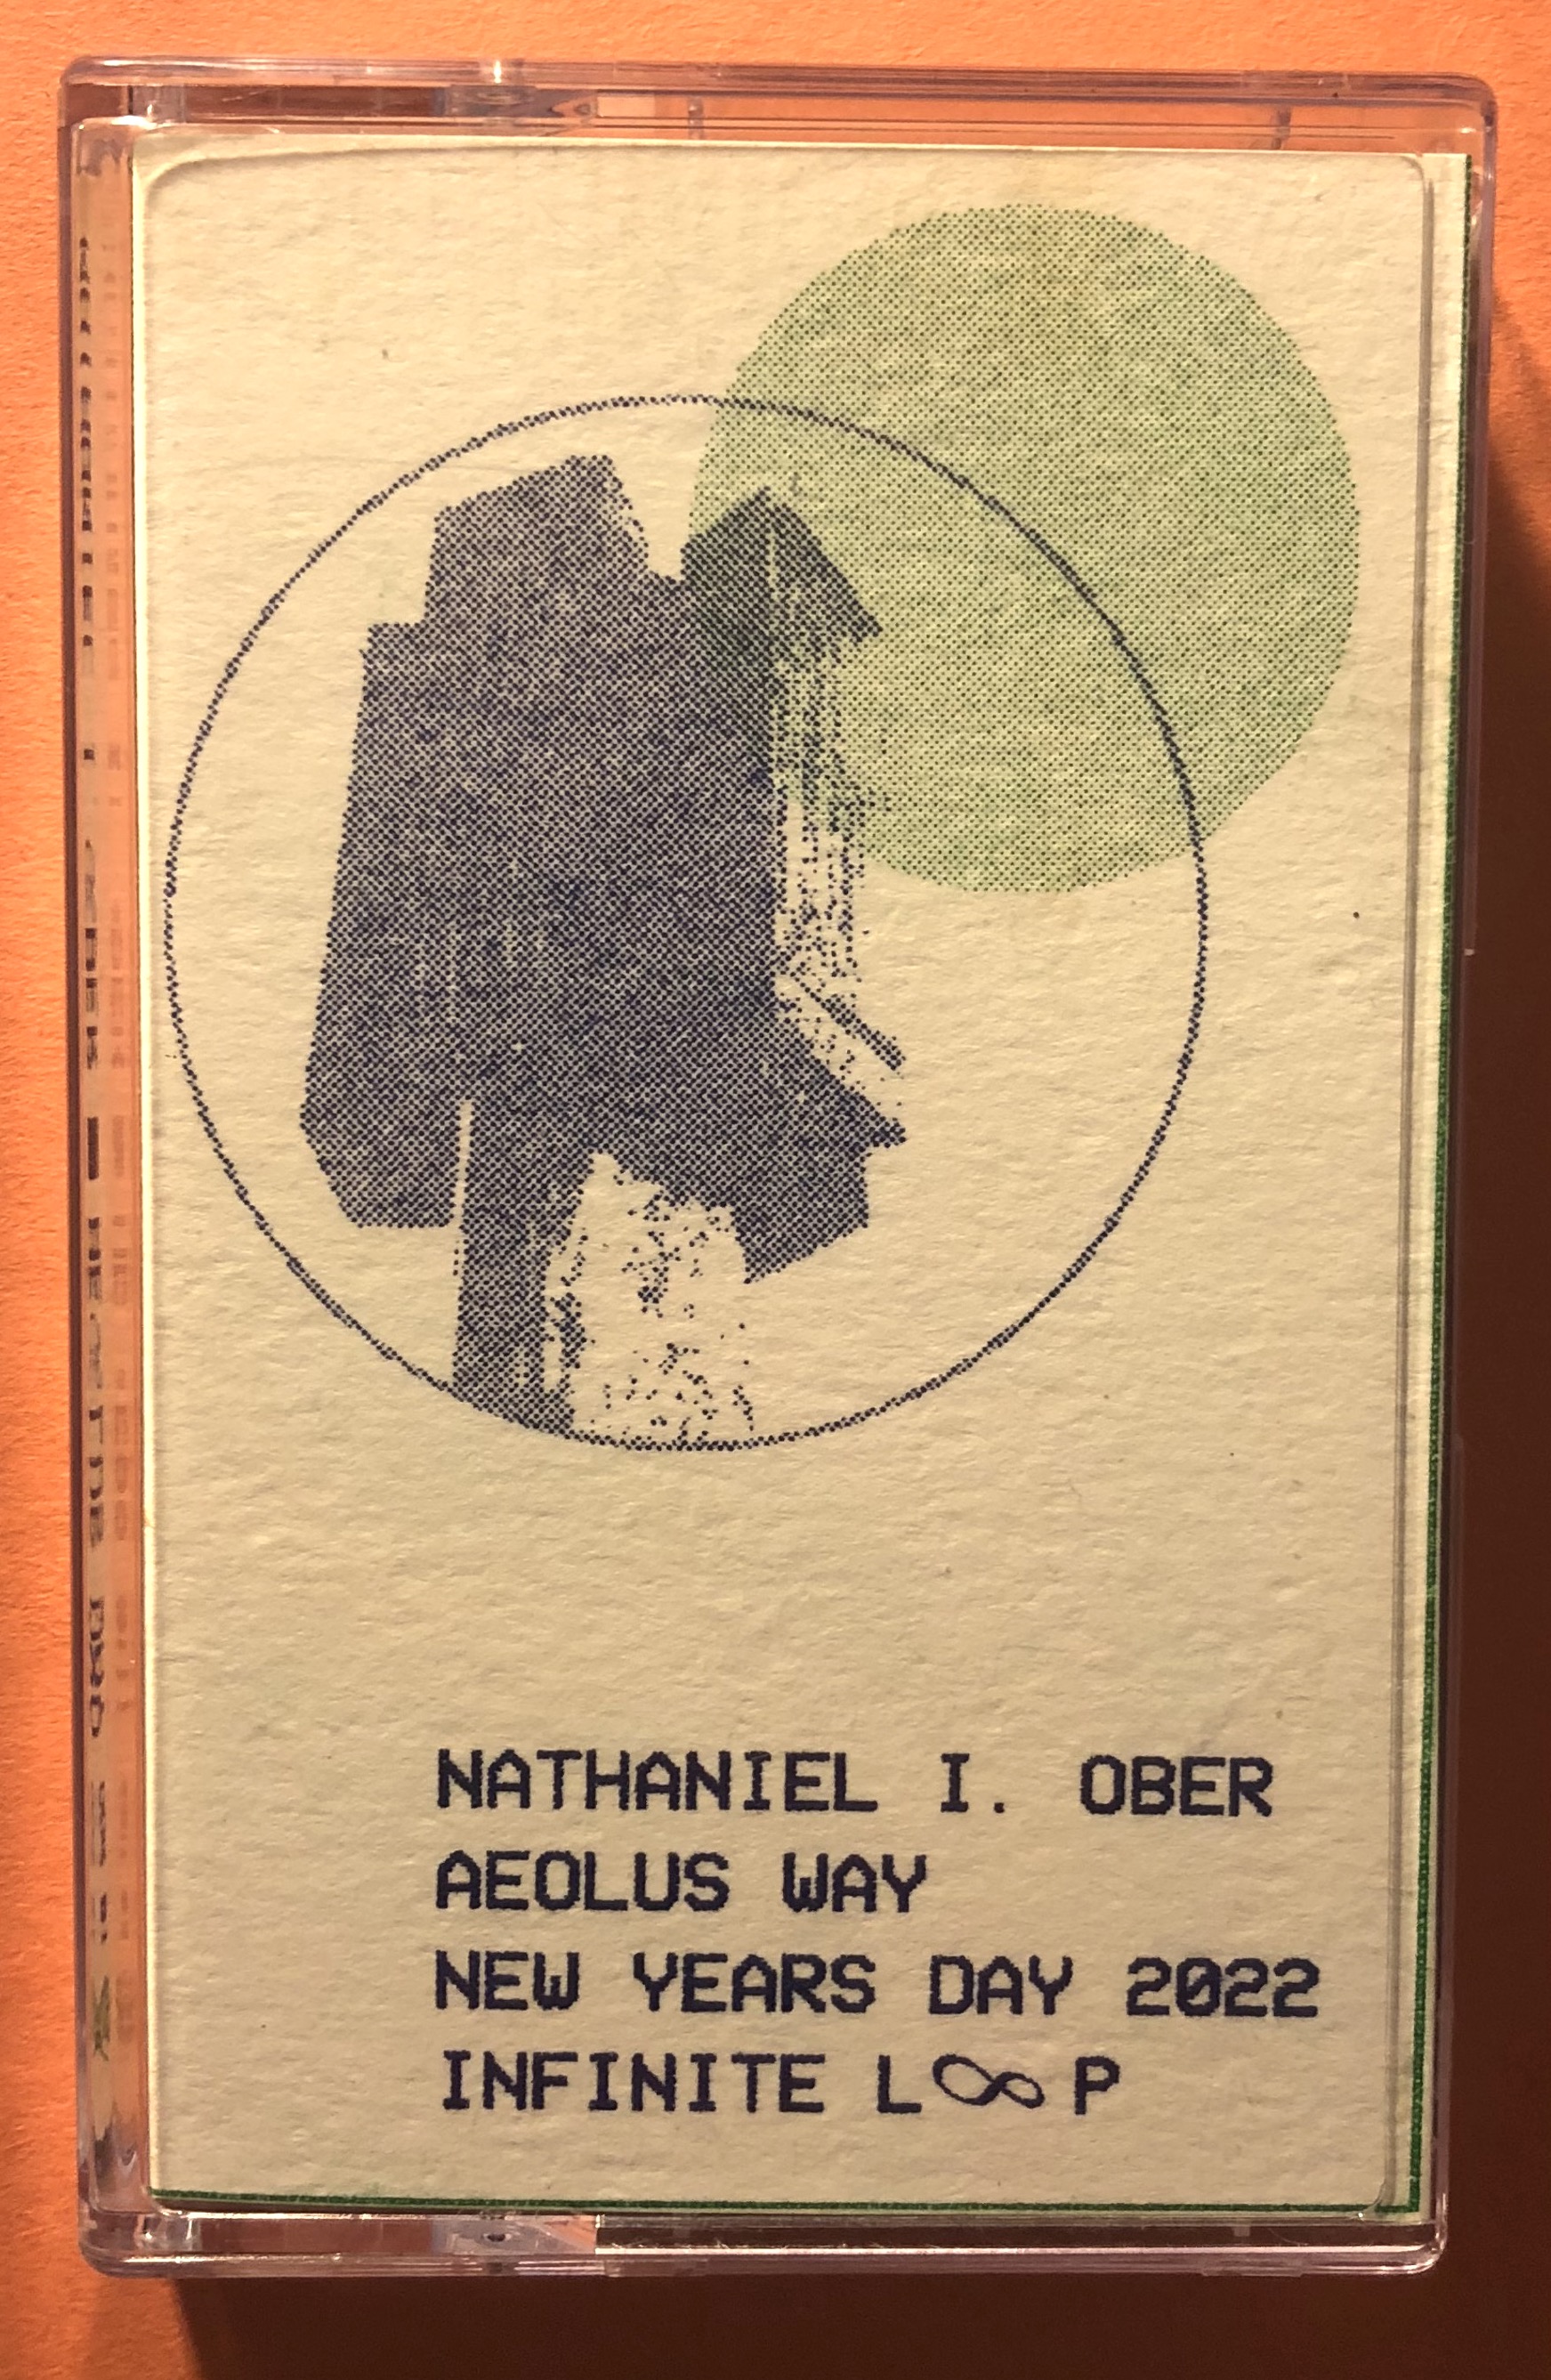 NATHANIEL I. OBER
AEOLUS WAY
NEW YEARS DAY 2022
INFINITE L∞P